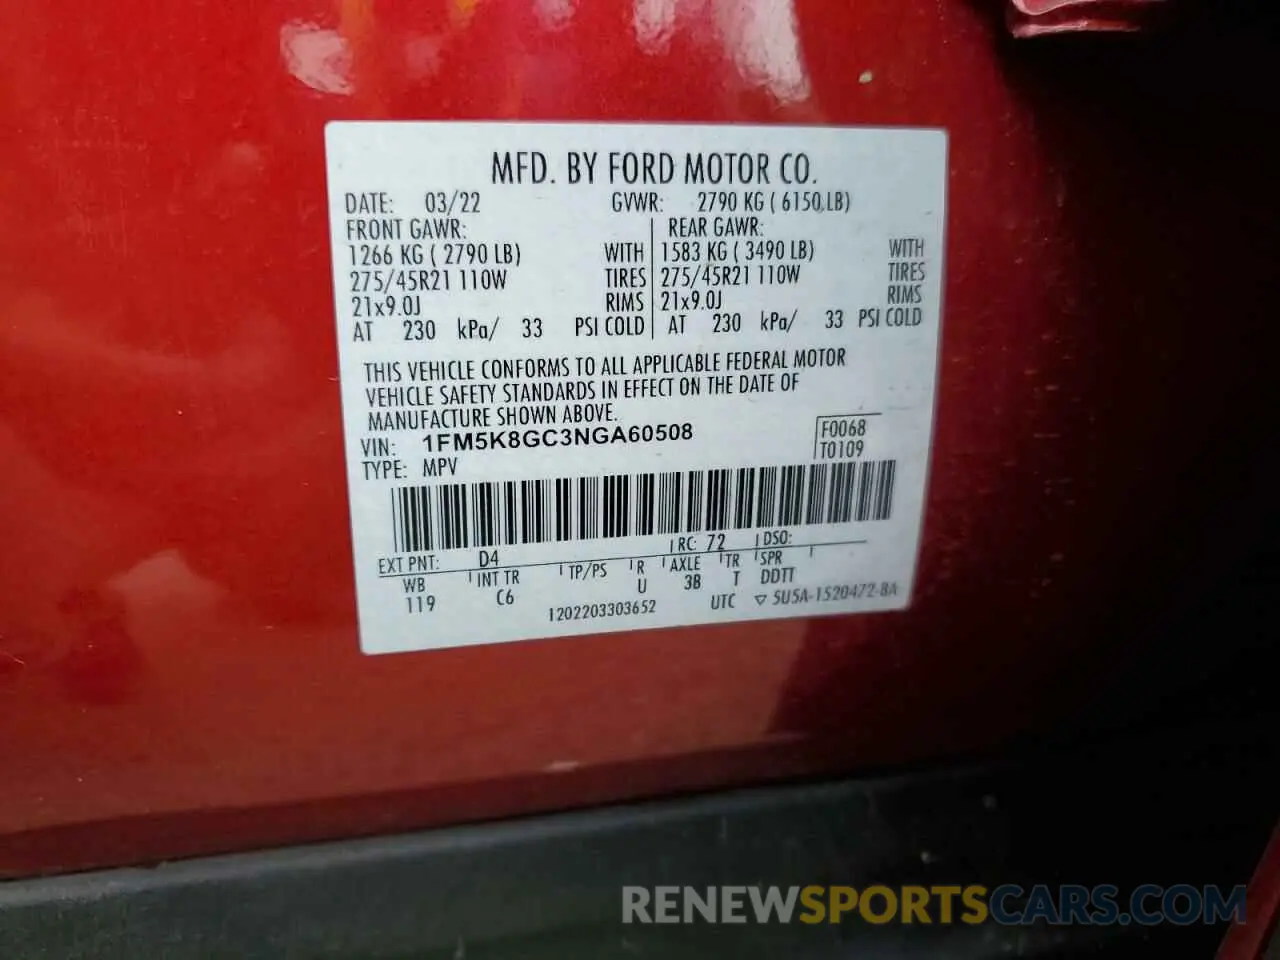 MFD. BY FORD MOTOR CO.
DATE: 03/22 GVWR: 2790 KG ( 6150 LB)
FRONT GAWR: REAR GAWR:
1266 KG ( 2790 LB) WITH 1583 KG ( 3490 LB) WITH
275/45R21 110W TIRES 275/45R21 110W TIRES
21x9.0J RIMS 21x9.0J RIMS
AT 230 kPa/ 33 PSI COLD AT 230 kPa/ 33 PSI COLD
THIS VEHICLE CONFORMS TO ALL APPLICABLE FEDERAL MOTOR
VEHICLE SAFETY STANDARDS IN EFFECT ON THE DATE OF
MANUFACTURE SHOWN ABOVE.
VIN: 1FM5K8GC3NGA60508 F0068
TYPE: MPV T0109
EXT PNT: D4 RC: 72 DSO:
WB INT TR TP/PS R AXLE TR SPR
119 C6 U 3B T DDTT
1202203303652 UTC ▽ 5U5A-1520472-BA
RENEWSPORTSCARS.COM